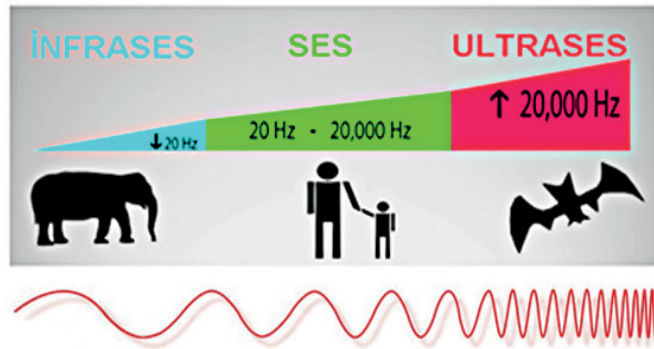 İNFRASES SES ULTRASES
↓20 Hz 20 Hz - 20,000 Hz ↑ 20,000 Hz